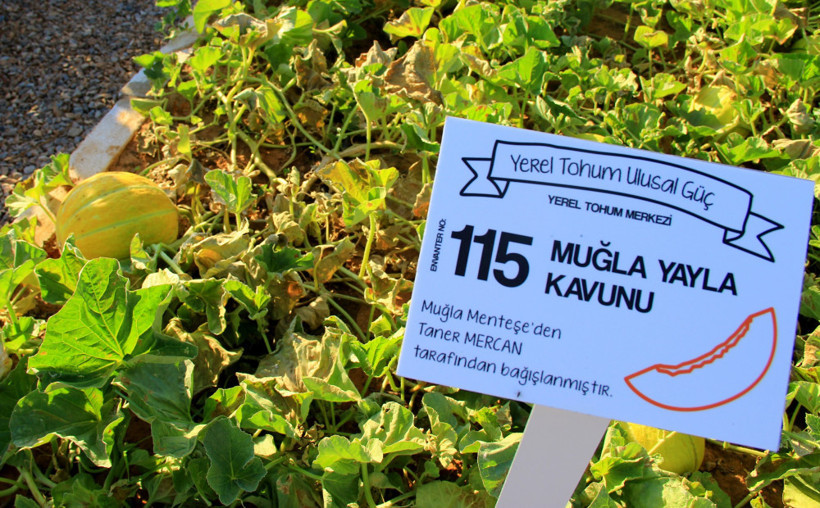 Yerel Tohum Ulusal Güç
YEREL TOHUM MERKEZİ
ENVANTER NO:
115
MUĞLA YAYLA
KAVUNU
Muğla Menteşe'den
Taner MERCAN
tarafından bağışlanmıştır.